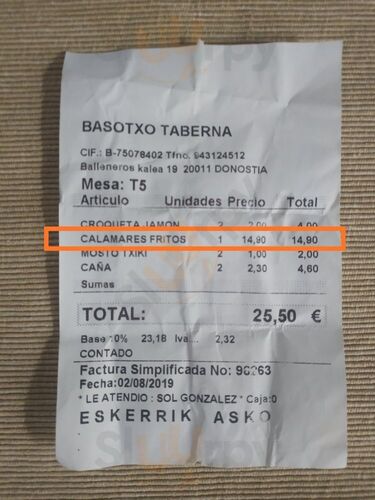 BASOTXO TABERNA
CIF.: B-75078402 Tfno. 943124512
Balleneros kalea 19 20011 DONOSTIA
Mesa: T5
Articulo Unidades Precio Total
CROQUETA JAMON 2 2,00 4,00
CALAMARES FRITOS 1 14,90 14,90
MOSTO TXIKI 2 1,00 2,00
CAÑA 2 2,30 4,60
Sumas
TOTAL: 25,50 €
Base 10% 23,18 Iva... 2,32
CONTADO
Factura Simplificada No: 96263
Fecha:02/08/2019
* LE ATENDIO : SOL GONZALEZ * Caja:0
ESKERRIK ASKO